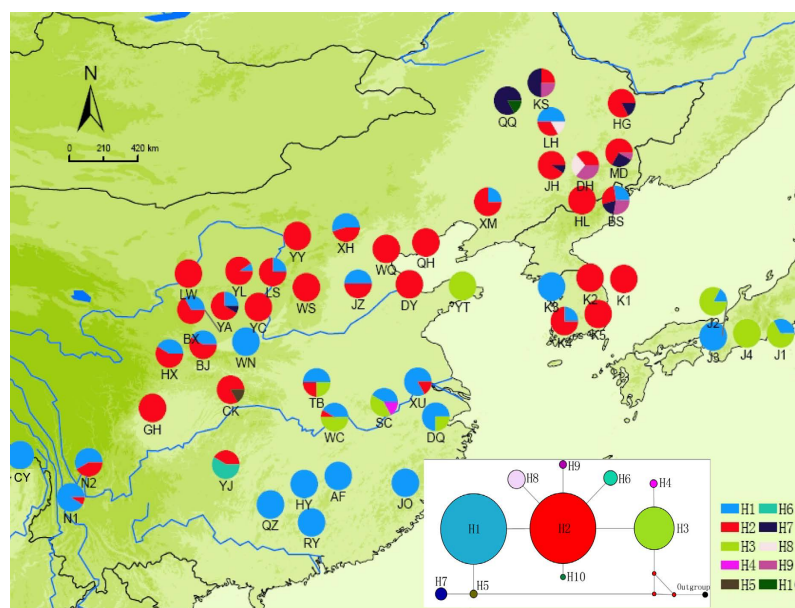 N
0 210 420 km
QQ
KS
HG
LH
MD
JH
DH
XM
HL
BS
YY
XH
WQ
QH
LW
YL
LS
WS
JZ
DY
YT
K3
K2
K1
BX
YA
YC
K4
K5
J2
J3
J4
J1
HX
BJ
WN
CK
TB
XU
GH
WC
SC
DQ
CY
N2
N1
YJ
QZ
HY
AF
RY
JO
H9
H8
H6
H4
H1
H2
H3
H10
H7
H5
Outgroup
H1 H6
H2 H7
H3 H8
H4 H9
H5 H10